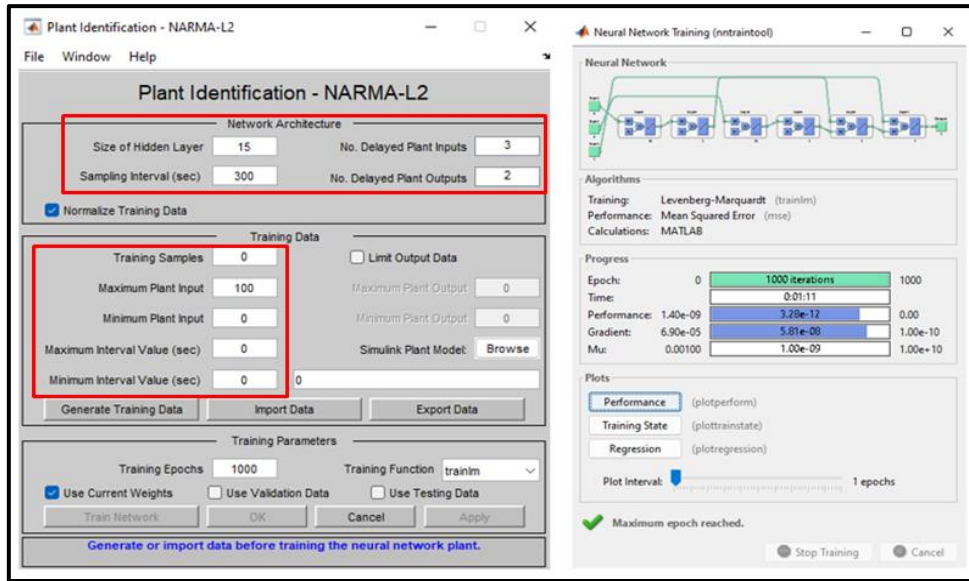 Plant Identification - NARMA-L2
File Window Help
Plant Identification - NARMA-L2
Network Architecture
Size of Hidden Layer 15 No. Delayed Plant Inputs 3
Sampling Interval (sec) 300 No. Delayed Plant Outputs 2
Normalize Training Data
Training Data
Training Samples 0 Limit Output Data
Maximum Plant Input 100 Maximum Plant Output 0
Minimum Plant Input 0 Minimum Plant Output 0
Maximum Interval Value (sec) 0 Simulink Plant Model: Browse
Minimum Interval Value (sec) 0 0
Generate Training Data Import Data Export Data
Training Parameters
Training Epochs 1000 Training Function trainlm
Use Current Weights Use Validation Data Use Testing Data
Train Network OK Cancel Apply
Generate or import data before training the neural network plant.
Neural Network Training (nntraintool)
Neural Network
Algorithms
Training: Levenberg-Marquardt (trainlm)
Performance: Mean Squared Error (mse)
Calculations: MATLAB
Progress
Epoch: 0 1000 iterations 1000
Time: 0:01:11
Performance: 1.40e-09 3.28e-12 0.00
Gradient: 6.90e-05 5.81e-08 1.00e-10
Mu: 0.00100 1.00e-09 1.00e+10
Plots
Performance (plotperform)
Training State (plottrainstate)
Regression (plotregression)
Plot Interval: 1 epochs
Maximum epoch reached.
Stop Training Cancel